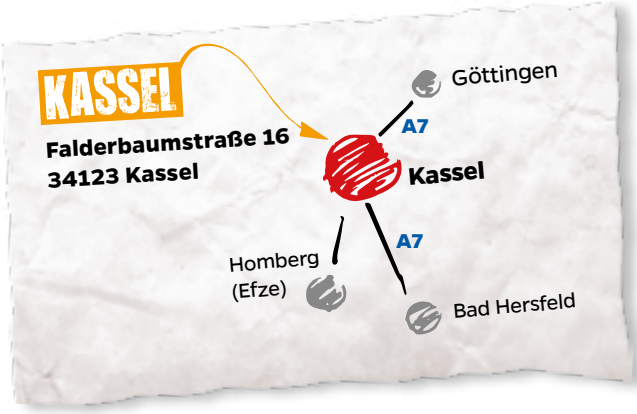 KASSEL
Falderbaumstraße 16
34123 Kassel
Göttingen
A7
Kassel
A7
Homberg
(Efze)
Bad Hersfeld